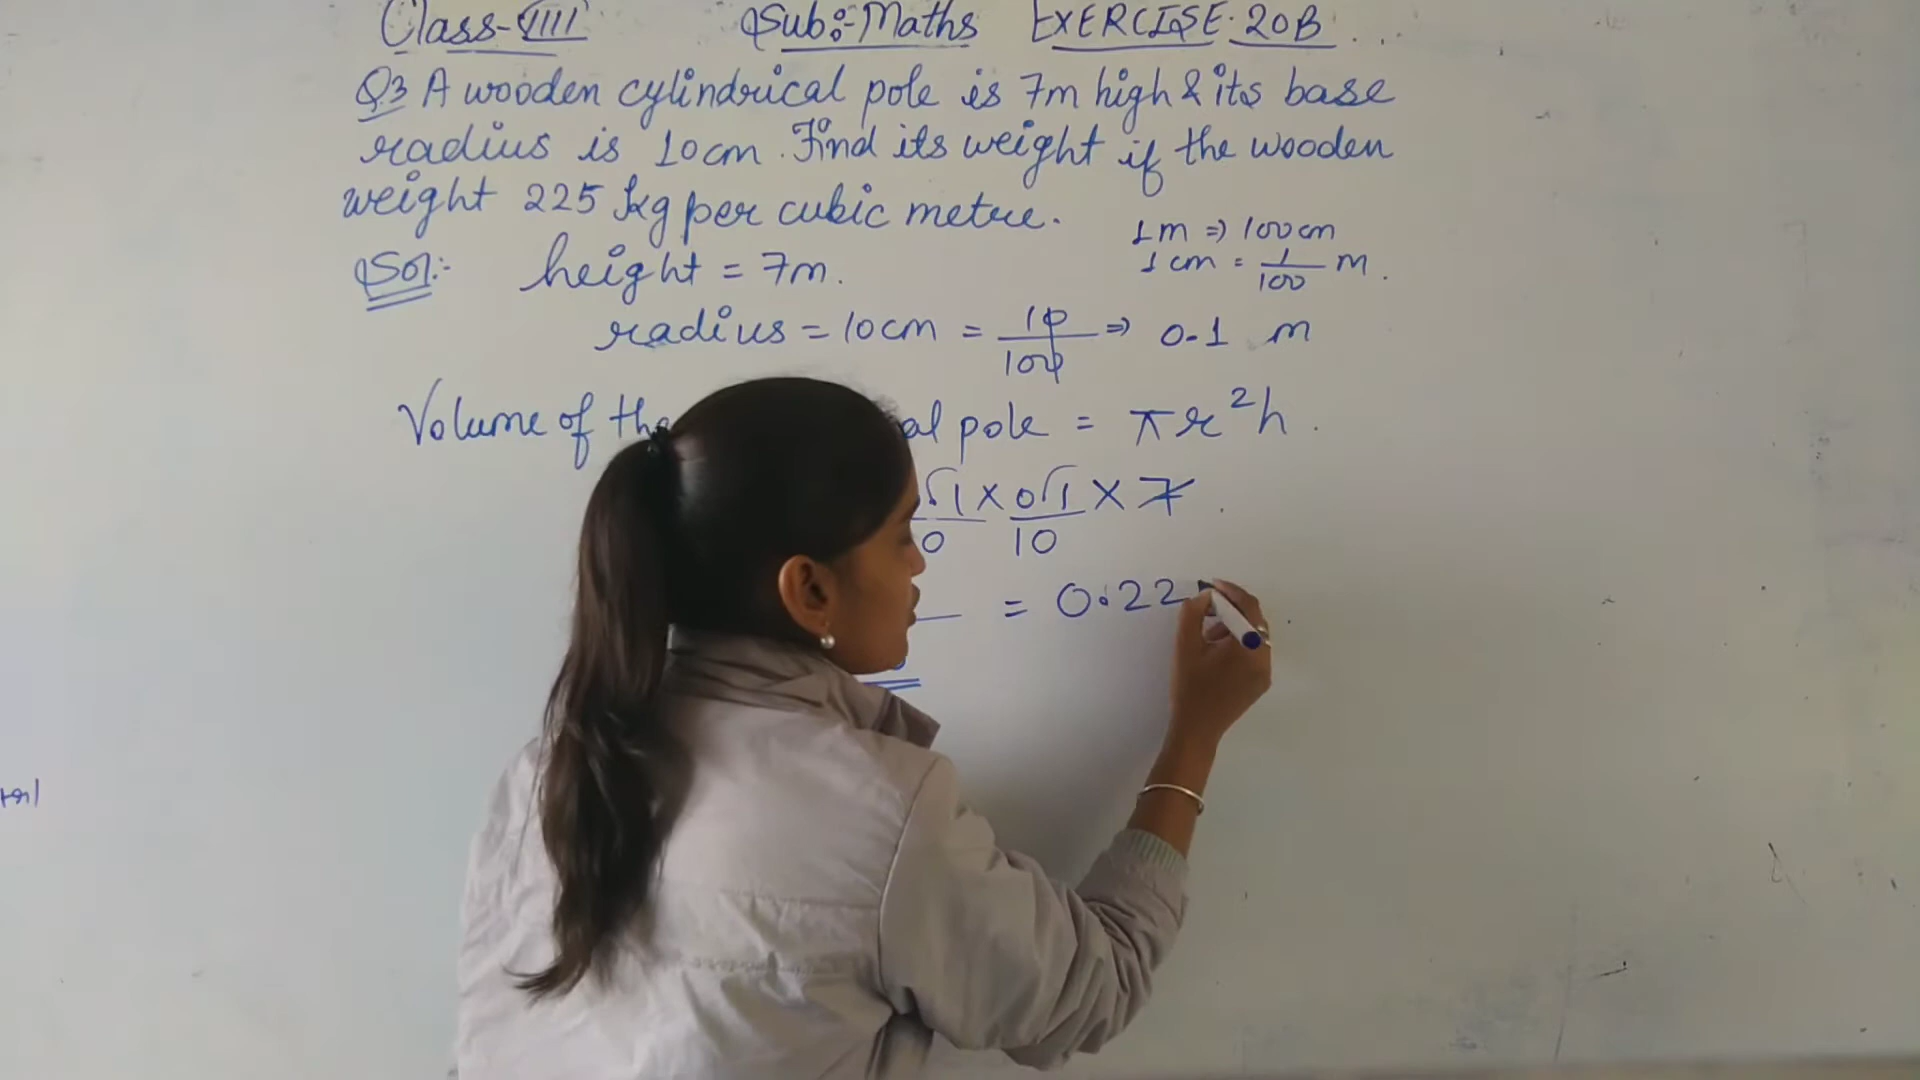 Class-VIII Sub:-Maths EXERCISE. 20B
Q3 A wooden cylindrical pole is 7m high & its base
radius is 10cm. Find its weight if the wooden
weight 225 kg per cubic metre.
1m => 100cm
1cm = 1/100 m.
Sol:- height = 7m.
radius = 10cm = 10/100 => 0.1 m
Volume of the al pole = πr²h.
1/0 × 01/10 × 7
= 0.22